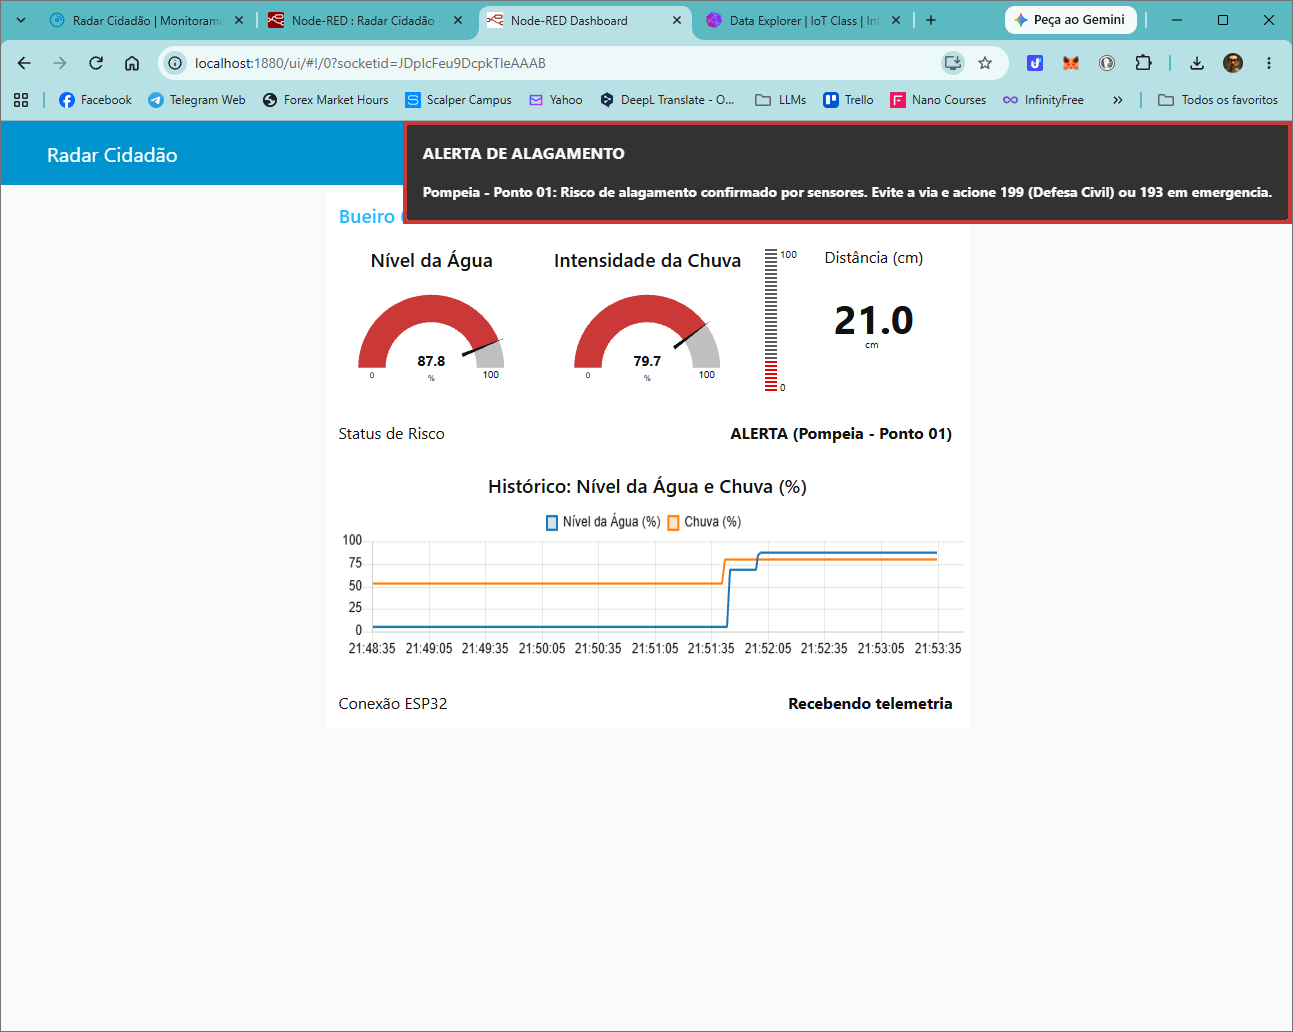 Radar Cidadão | Monitorame
Node-RED : Radar Cidadão
Node-RED Dashboard
Data Explorer | IoT Class | In
Peça ao Gemini
localhost:1880/ui/#!/0?socketid=JDpIcFeu9DcpkTIeAAAB
Facebook
Telegram Web
Forex Market Hours
Scalper Campus
Yahoo
DeepL Translate - O...
LLMs
Trello
Nano Courses
InfinityFree
Todos os favoritos
Radar Cidadão
ALERTA DE ALAGAMENTO
Pompeia - Ponto 01: Risco de alagamento confirmado por sensores. Evite a via e acione 199 (Defesa Civil) ou 193 em emergencia.
Bueiro
Nível da Água
Intensidade da Chuva
100
Distância (cm)
87.8
%
0
100
79.7
%
0
100
0
21.0
cm
Status de Risco
ALERTA (Pompeia - Ponto 01)
Histórico: Nível da Água e Chuva (%)
Nível da Água (%)
Chuva (%)
100
75
50
25
0
21:48:35 21:49:05 21:49:35 21:50:05 21:50:35 21:51:05 21:51:35 21:52:05 21:52:35 21:53:05 21:53:35
Conexão ESP32
Recebendo telemetria